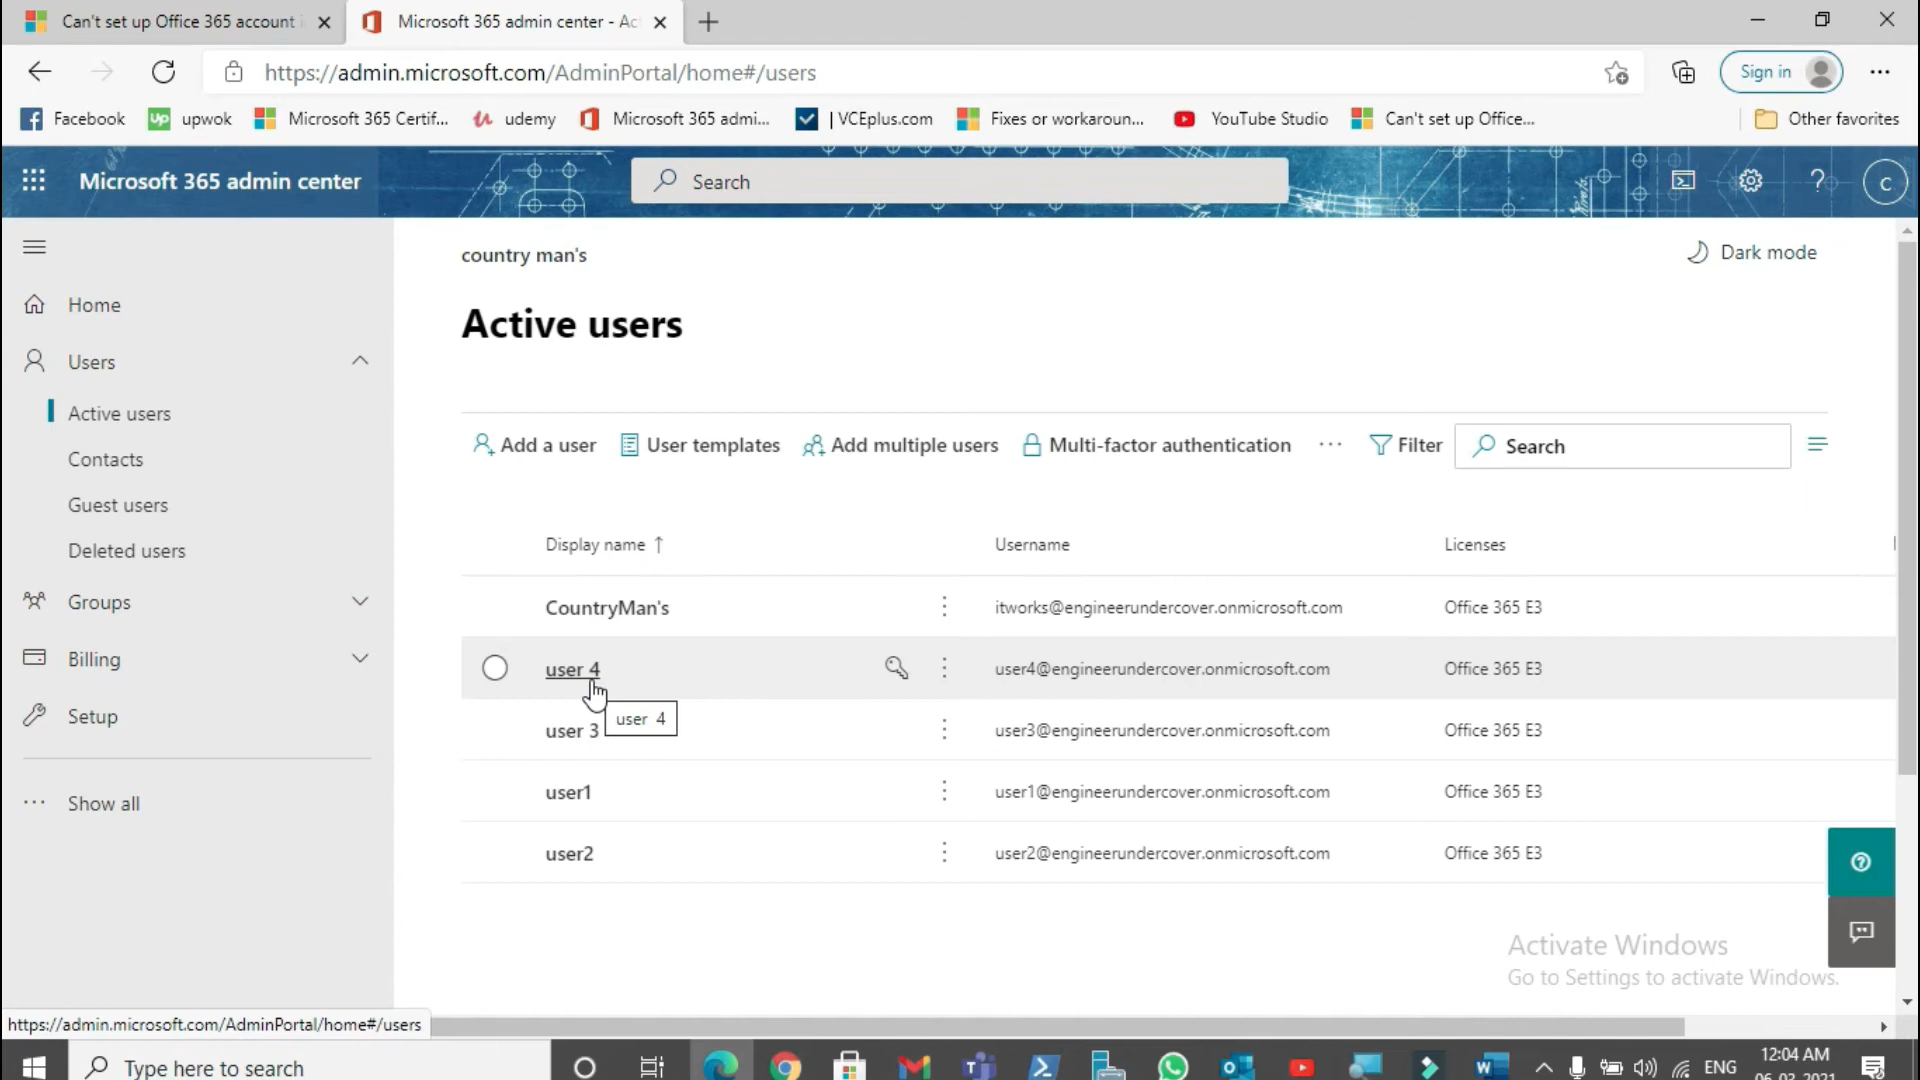 Can't set up Office 365 account i
Microsoft 365 admin center - Ac
https://admin.microsoft.com/AdminPortal/home#/users
Sign in
Facebook
up
upwok
Microsoft 365 Certif...
udemy
Microsoft 365 admi...
| VCEplus.com
Fixes or workaroun...
YouTube Studio
Can't set up Office...
Other favorites
Microsoft 365 admin center
Search
?
C
country man's
Dark mode
Home
Active users
Users
Active users
Add a user
User templates
Add multiple users
Multi-factor authentication
Filter
Search
Contacts
Guest users
Deleted users
Display name ↑
Username
Licenses
Groups
CountryMan's
itworks@engineerundercover.onmicrosoft.com
Office 365 E3
Billing
user 4
user4@engineerundercover.onmicrosoft.com
Office 365 E3
user 4
Setup
user 3
user3@engineerundercover.onmicrosoft.com
Office 365 E3
Show all
user1
user1@engineerundercover.onmicrosoft.com
Office 365 E3
user2
user2@engineerundercover.onmicrosoft.com
Office 365 E3
Activate Windows
Go to Settings to activate Windows.
https://admin.microsoft.com/AdminPortal/home#/users
Type here to search
ENG
12:04 AM
06-03-2021